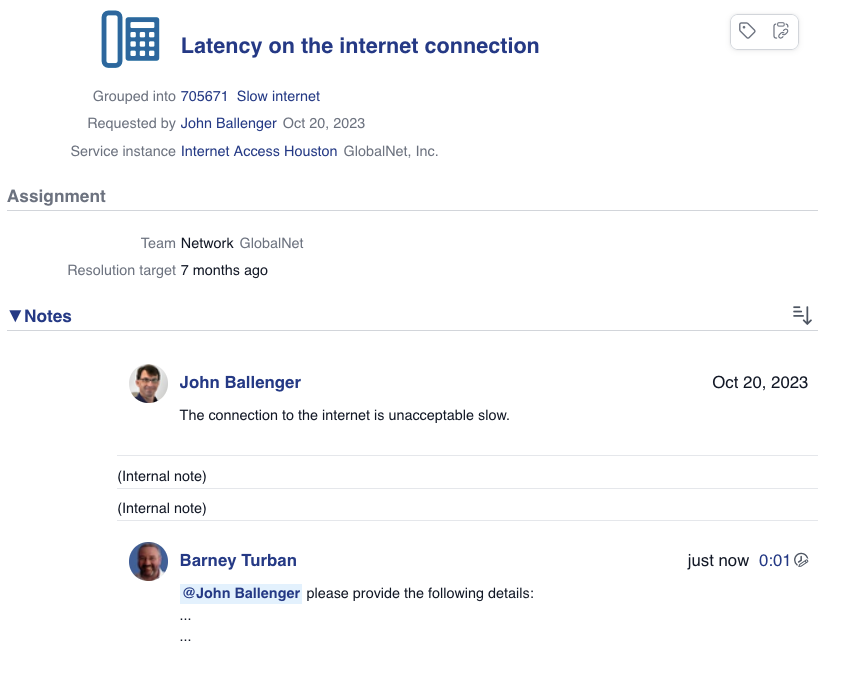 Latency on the internet connection
Grouped into 705671 Slow internet
Requested by John Ballenger Oct 20, 2023
Service instance Internet Access Houston GlobalNet, Inc.
Assignment
Team Network GlobalNet
Resolution target 7 months ago
▼Notes
John Ballenger Oct 20, 2023
The connection to the internet is unacceptable slow.
(Internal note)
(Internal note)
Barney Turban just now 0:01
@John Ballenger please provide the following details:
...
...